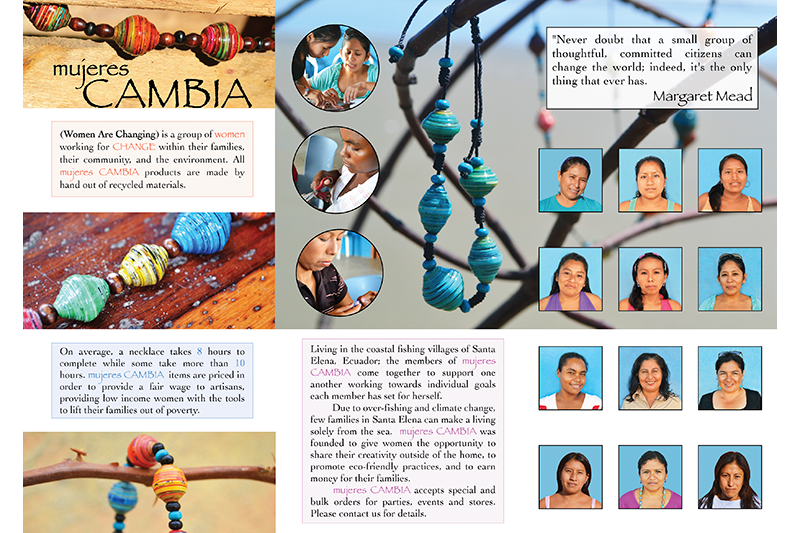 mujeres
CAMBIA
(Women Are Changing) is a group of women
working for CHANGE within their families,
their community, and the environment. All
mujeres CAMBIA products are made by
hand out of recycled materials.
On average, a necklace takes 8 hours to
complete while some take more than 10
hours. mujeres CAMBIA items are priced in
order to provide a fair wage to artisans,
providing low income women with the tools
to lift their families out of poverty.
Living in the coastal fishing villages of Santa
Elena, Ecuador; the members of mujeres
CAMBIA come together to support one
another working towards individual goals
each member has set for herself.
Due to over-fishing and climate change,
few families in Santa Elena can make a living
solely from the sea. mujeres CAMBIA was
founded to give women the opportunity to
share their creativity outside of the home, to
promote eco-friendly practices, and to earn
money for their families.
mujeres CAMBIA accepts special and
bulk orders for parties, events and stores.
Please contact us for details.
"Never doubt that a small group of
thoughtful, committed citizens can
change the world; indeed, it's the only
thing that ever has.
Margaret Mead